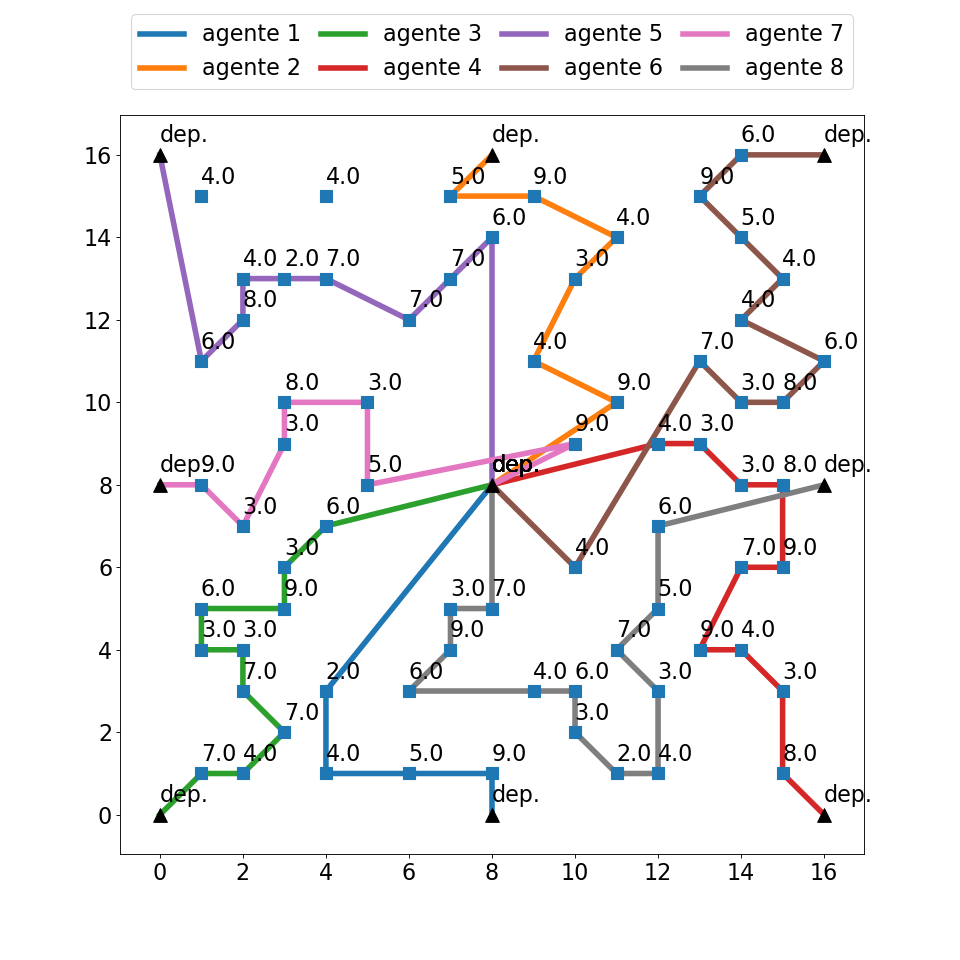 agente 1 agente 3 agente 5 agente 7
agente 2 agente 4 agente 6 agente 8
dep. dep. 6.0 dep.
16
4.0 4.0 5.0 9.0 9.0
6.0 4.0 5.0
14
4.0 2.0 7.0 7.0 3.0 4.0
8.0 7.0 4.0
12
6.0 4.0 7.0 6.0
8.0 3.0 9.0 3.0 8.0
10
3.0 9.0 4.0 3.0
dep. 9.0 5.0 dep. 3.0 8.0 dep.
8
3.0 6.0 6.0
3.0 4.0 7.0 9.0
6
6.0 9.0 3.0 7.0 5.0
3.0 3.0 9.0 7.0 9.0 4.0
4
7.0 2.0 6.0 4.0 6.0 3.0 3.0
7.0 3.0
2
7.0 4.0 4.0 5.0 9.0 2.0 4.0 8.0
dep. dep. dep.
0
0 2 4 6 8 10 12 14 16